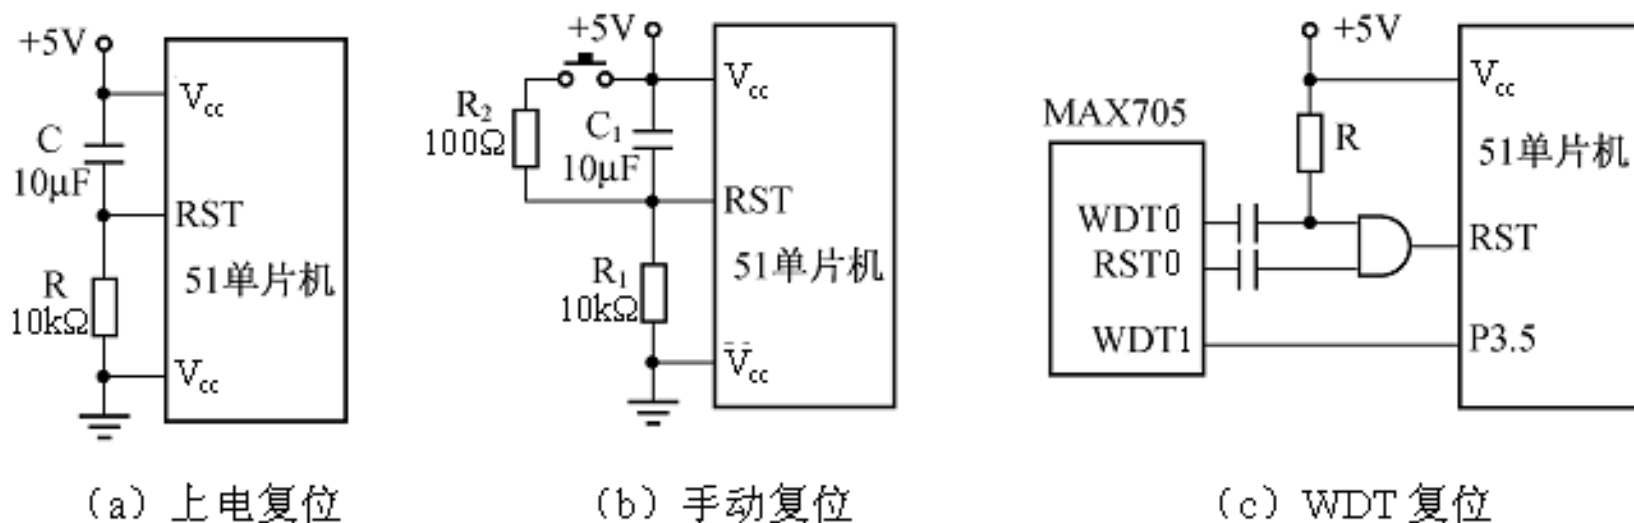 +5V
Vcc
C
10μF
RST
51单片机
R
10kΩ
Vcc
(a) 上电复位
+5V
Vcc
R2
100Ω
C1
10μF
RST
51单片机
R1
10kΩ
Vcc
(b) 手动复位
+5V
Vcc
MAX705
R
51单片机
WDT0
RST0
RST
WDT1
P3.5
(c) WDT 复位